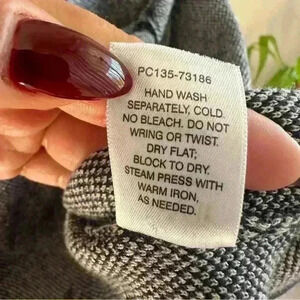 PC135-73186
HAND WASH
SEPARATELY, COLD.
NO BLEACH. DO NOT
WRING OR TWIST.
DRY FLAT;
BLOCK TO DRY.
STEAM PRESS WITH
WARM IRON,
AS NEEDED.